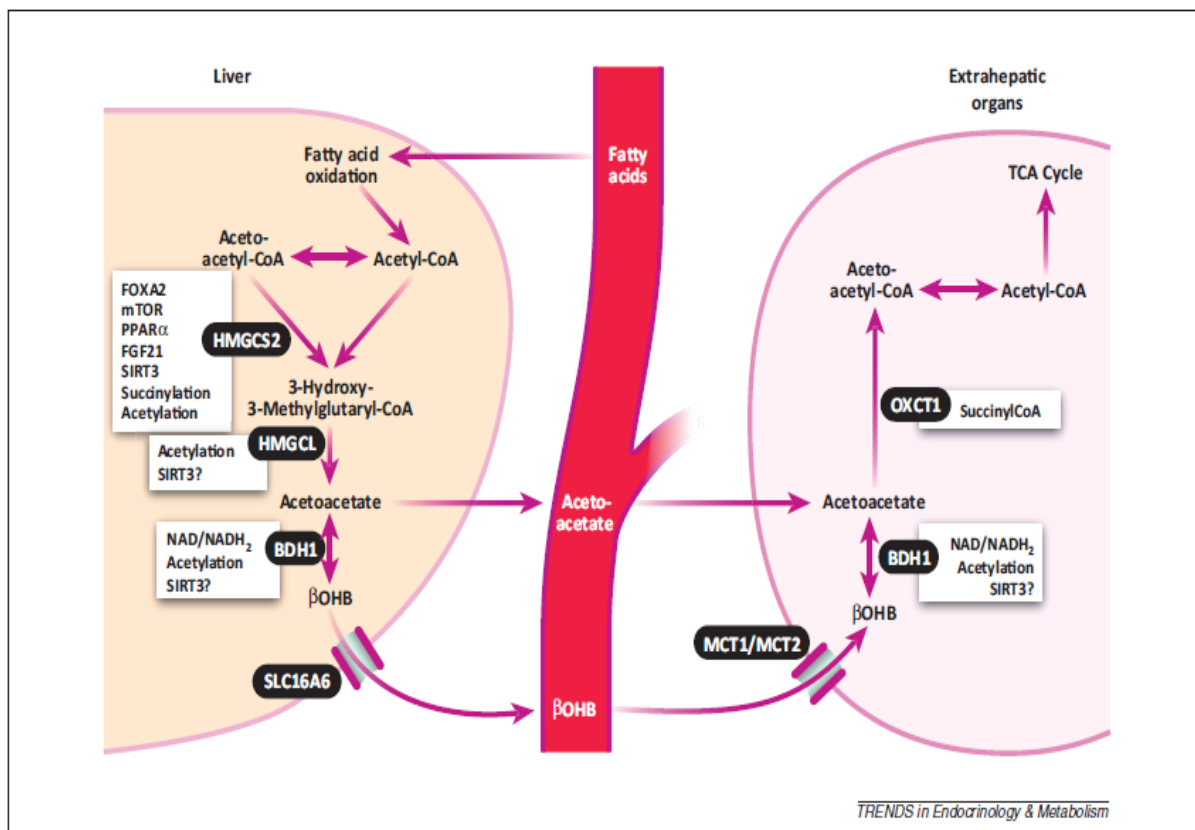 Liver
Extrahepatic
organs
Fatty acid
oxidation
Fatty
acids
TCA Cycle
Aceto-
acetyl-CoA
Acetyl-CoA
Aceto-
acetyl-CoA
Acetyl-CoA
FOXA2
mTOR
PPARα
FGF21
SIRT3
Succinylation
Acetylation
HMGCS2
3-Hydroxy-
3-Methylglutaryl-CoA
OXCT1
SuccinylCoA
Acetylation
SIRT3?
HMGCL
Acetoacetate
Aceto-
acetate
Acetoacetate
NAD/NADH₂
Acetylation
SIRT3?
BDH1
BDH1
NAD/NADH₂
Acetylation
SIRT3?
βOHB
βOHB
MCT1/MCT2
SLC16A6
βOHB
TRENDS in Endocrinology & Metabolism